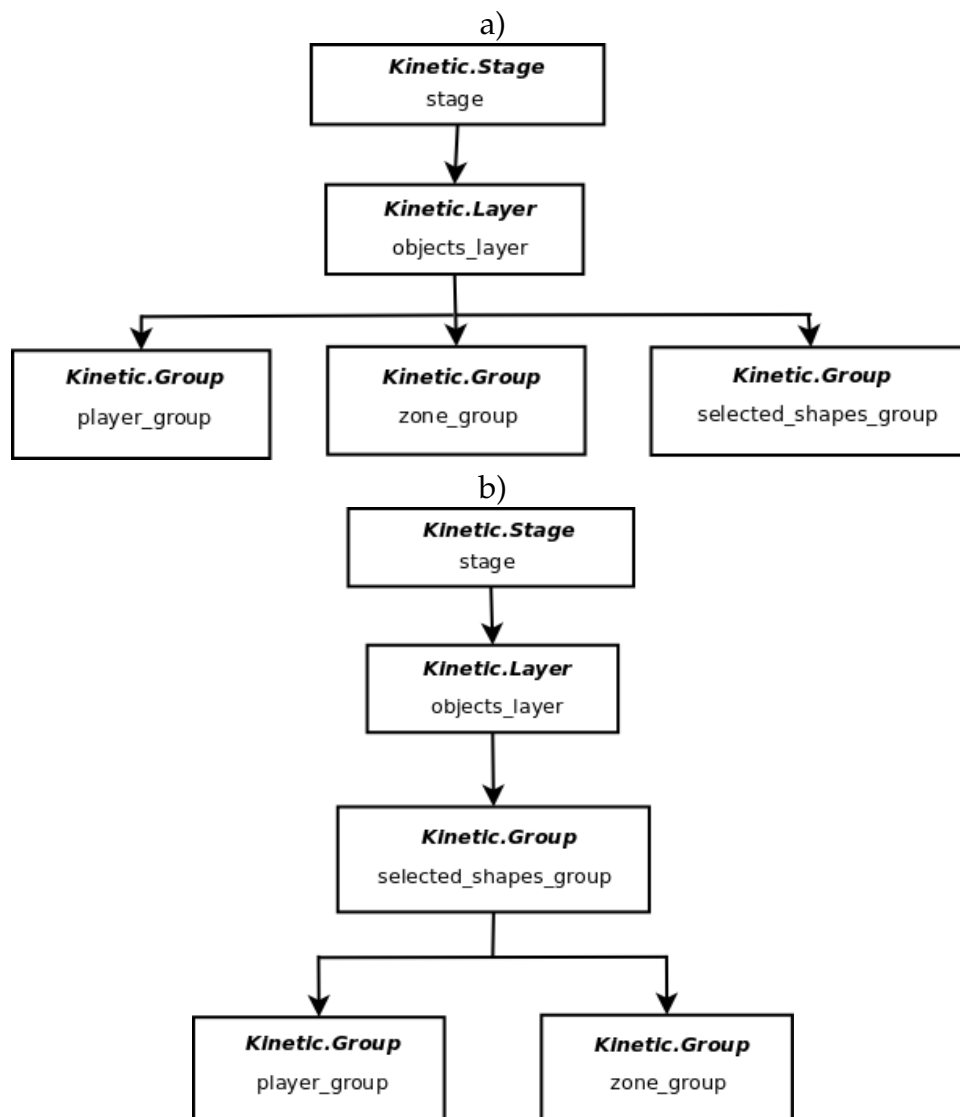 a)
Kinetic.Stage
stage
Kinetic.Layer
objects_layer
Kinetic.Group
player_group
Kinetic.Group
zone_group
Kinetic.Group
selected_shapes_group
b)
Kinetic.Stage
stage
Kinetic.Layer
objects_layer
Kinetic.Group
selected_shapes_group
Kinetic.Group
player_group
Kinetic.Group
zone_group